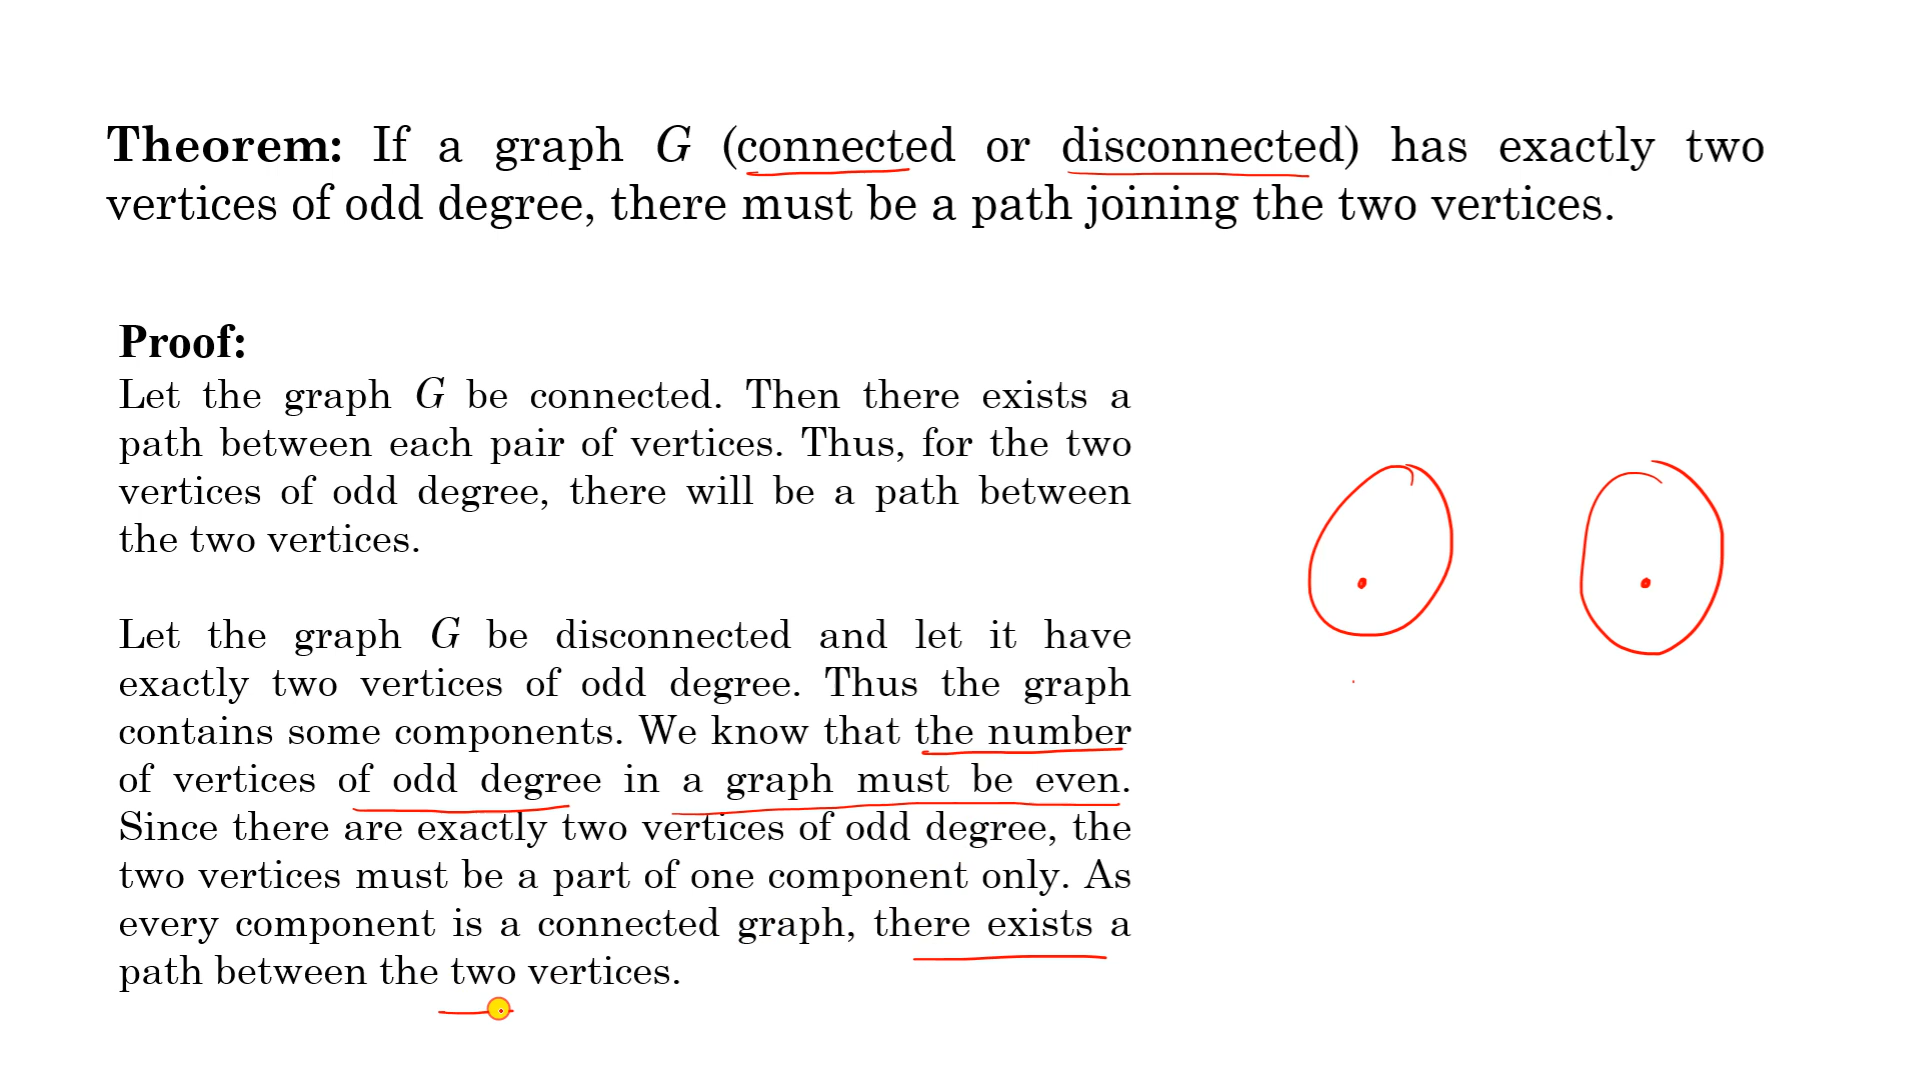 Theorem: If a graph G (connected or disconnected) has exactly two
vertices of odd degree, there must be a path joining the two vertices.
Proof:
Let the graph G be connected. Then there exists a
path between each pair of vertices. Thus, for the two
vertices of odd degree, there will be a path between
the two vertices.
Let the graph G be disconnected and let it have
exactly two vertices of odd degree. Thus the graph
contains some components. We know that the number
of vertices of odd degree in a graph must be even.
Since there are exactly two vertices of odd degree, the
two vertices must be a part of one component only. As
every component is a connected graph, there exists a
path between the two vertices.